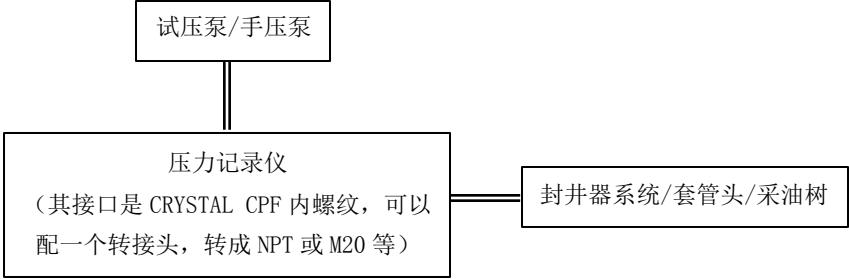 试压泵/手压泵
压力记录仪
（其接口是 CRYSTAL CPF 内螺纹，可以
配一个转接头，转成 NPT 或 M20 等）
封井器系统/套管头/采油树